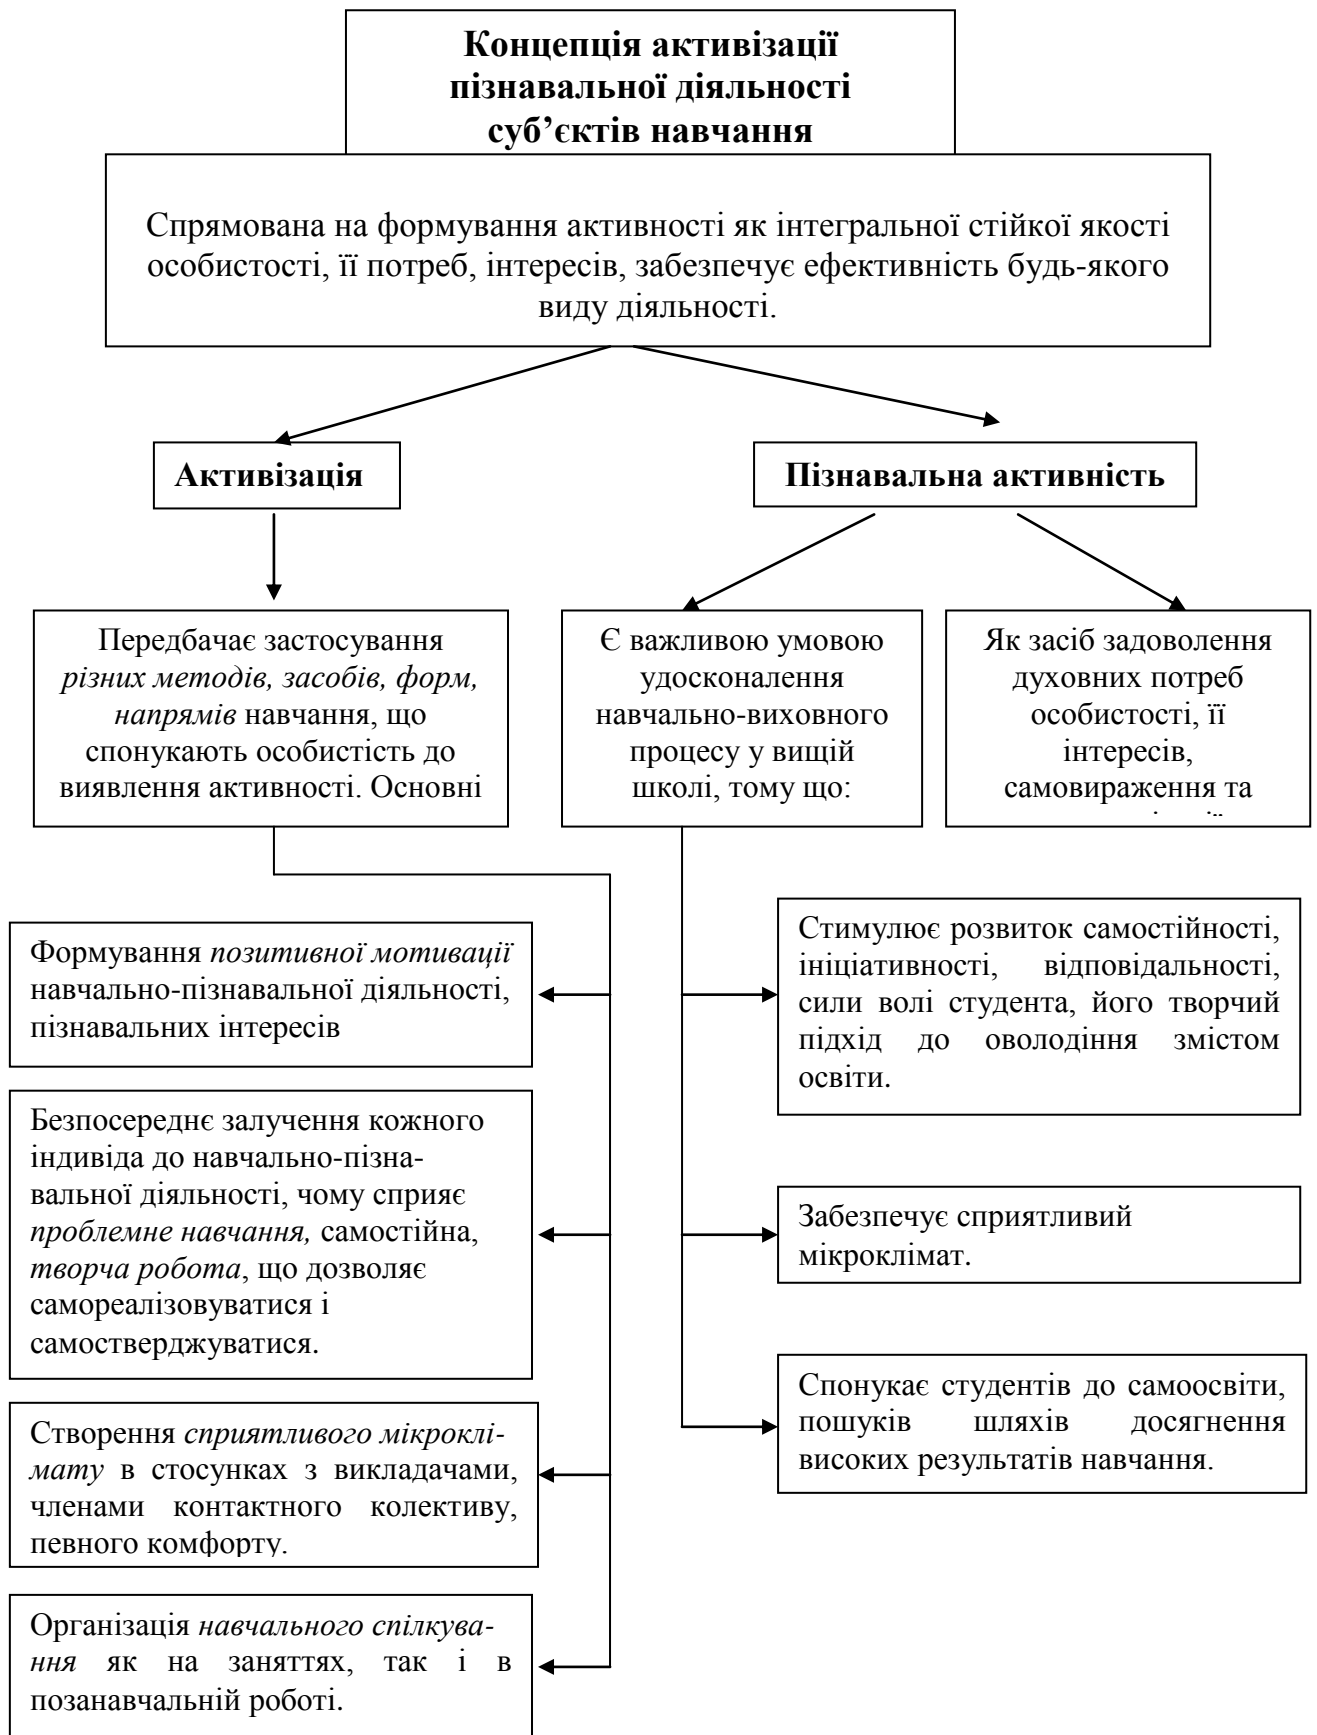 Концепція активізації
пізнавальної діяльності
суб’єктів навчання
Спрямована на формування активності як інтегральної стійкої якості
особистості, її потреб, інтересів, забезпечує ефективність будь-якого
виду діяльності.
Активізація
Пізнавальна активність
Передбачає застосування
різних методів, засобів, форм,
напрямів навчання, що
спонукають особистість до
виявлення активності. Основні
Є важливою умовою
удосконалення
навчально-виховного
процесу у вищій
школі, тому що:
Як засіб задоволення
духовних потреб
особистості, її
інтересів,
самовираження та
Формування позитивної мотивації
навчально-пізнавальної діяльності,
пізнавальних інтересів
Безпосереднє залучення кожного
індивіда до навчально-пізна-
вальної діяльності, чому сприяє
проблемне навчання, самостійна,
творча робота, що дозволяє
самореалізовуватися і
самостверджуватися.
Створення сприятливого мікроклі-
мату в стосунках з викладачами,
членами контактного колективу,
певного комфорту.
Організація навчального спілкува-
ння як на заняттях, так і в
позанавчальній роботі.
Стимулює розвиток самостійності,
ініціативності, відповідальності,
сили волі студента, його творчий
підхід до оволодіння змістом
освіти.
Забезпечує сприятливий
мікроклімат.
Спонукає студентів до самоосвіти,
пошуків шляхів досягнення
високих результатів навчання.